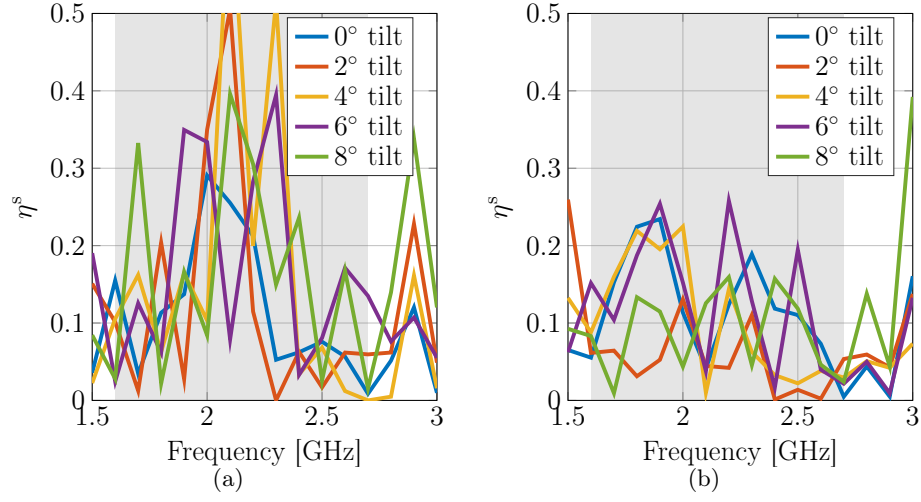 0.5
0.4
0.3
0.2
0.1
0
ηˢ
1.5
2
2.5
3
Frequency [GHz]
0° tilt
2° tilt
4° tilt
6° tilt
8° tilt
(a)
0.5
0.4
0.3
0.2
0.1
0
ηˢ
1.5
2
2.5
3
Frequency [GHz]
0° tilt
2° tilt
4° tilt
6° tilt
8° tilt
(b)